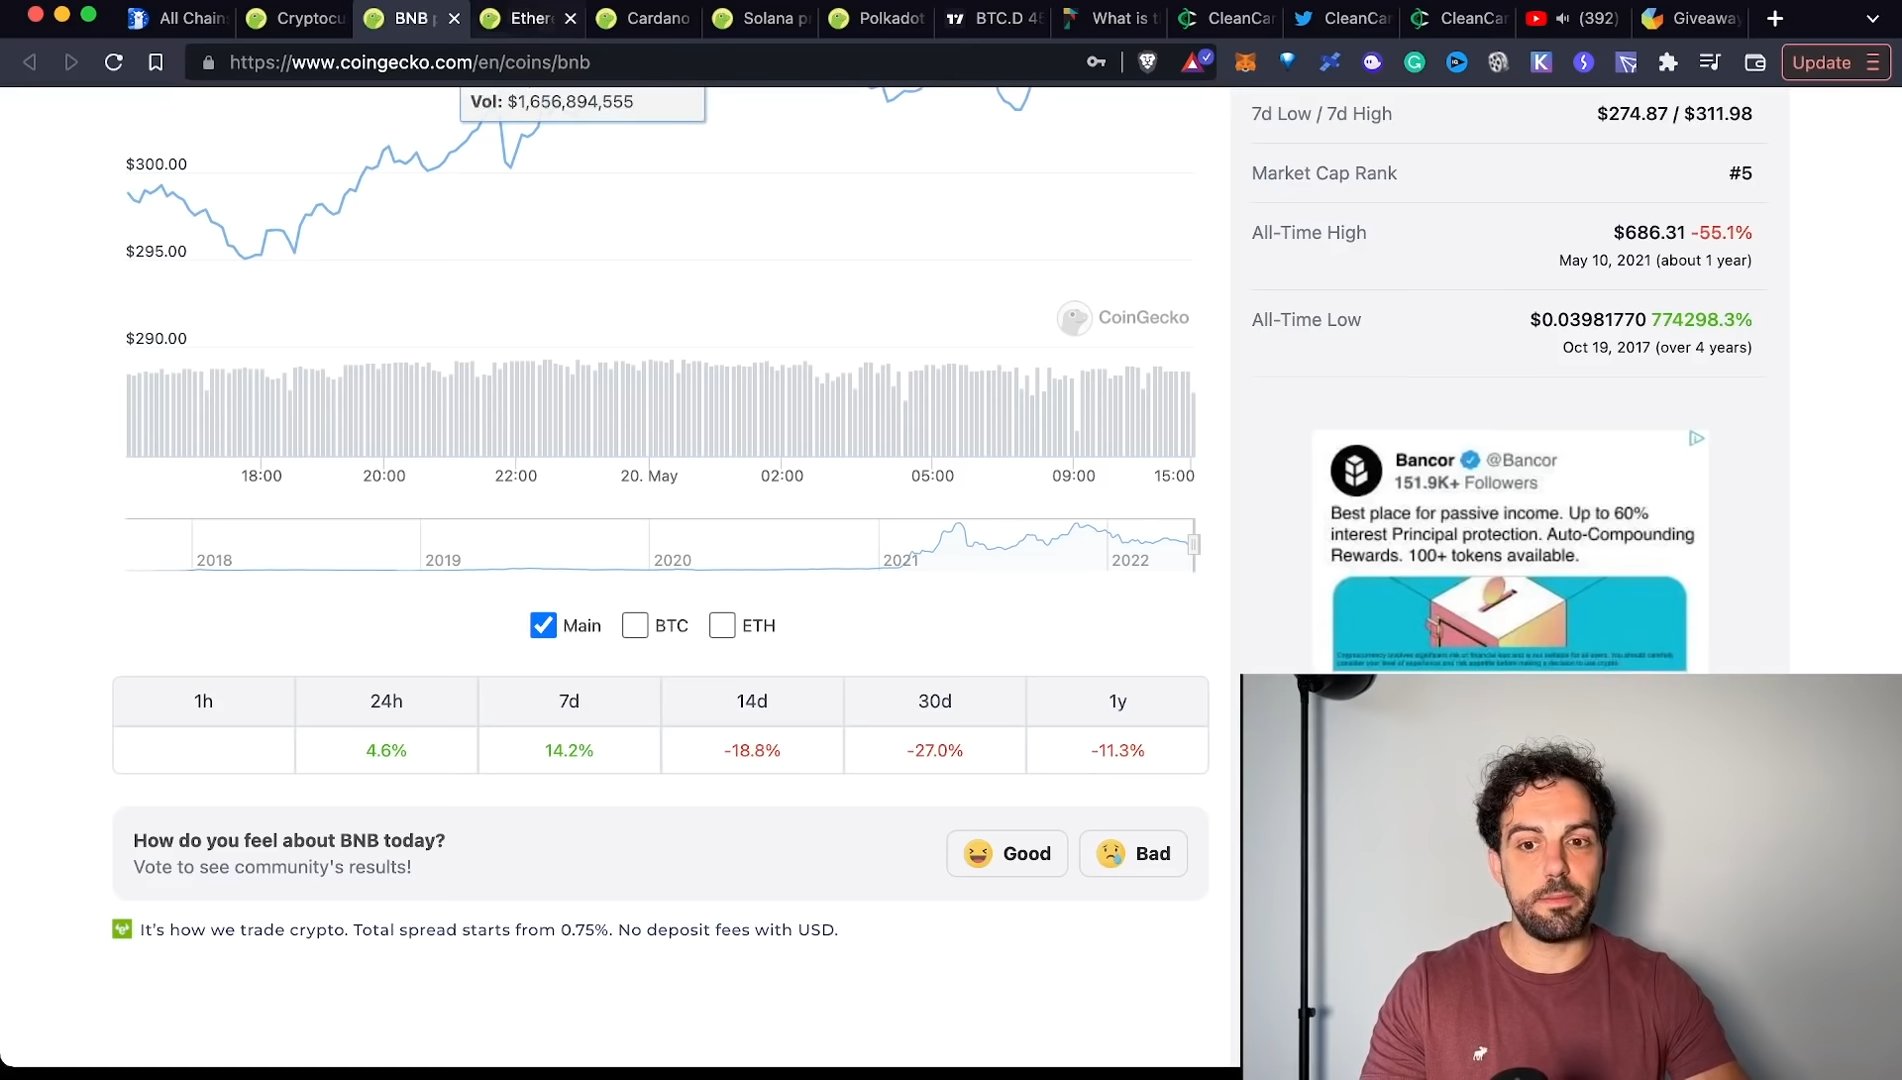 All Chain
Cryptocu
BNB p
Ether
Cardano
Solana p
Polkadot
BTC.D 45
What is t
CleanCar
CleanCar
CleanCar
(392)
Giveaway
https://www.coingecko.com/en/coins/bnb
Update
Vol: $1,656,894,555
$300.00
$295.00
$290.00
CoinGecko
18:00 20:00 22:00 20. May 02:00 05:00 09:00 15:00
2018 2019 2020 2021 2022
Main BTC ETH
1h 24h 7d 14d 30d 1y
4.6% 14.2% -18.8% -27.0% -11.3%
How do you feel about BNB today?
Vote to see community's results!
Good Bad
It's how we trade crypto. Total spread starts from 0.75%. No deposit fees with USD.
7d Low / 7d High $274.87 / $311.98
Market Cap Rank #5
All-Time High $686.31 -55.1%
May 10, 2021 (about 1 year)
All-Time Low $0.03981770 774298.3%
Oct 19, 2017 (over 4 years)
Bancor @Bancor
151.9K+ Followers
Best place for passive income. Up to 60%
interest Principal protection. Auto-Compounding
Rewards. 100+ tokens available.